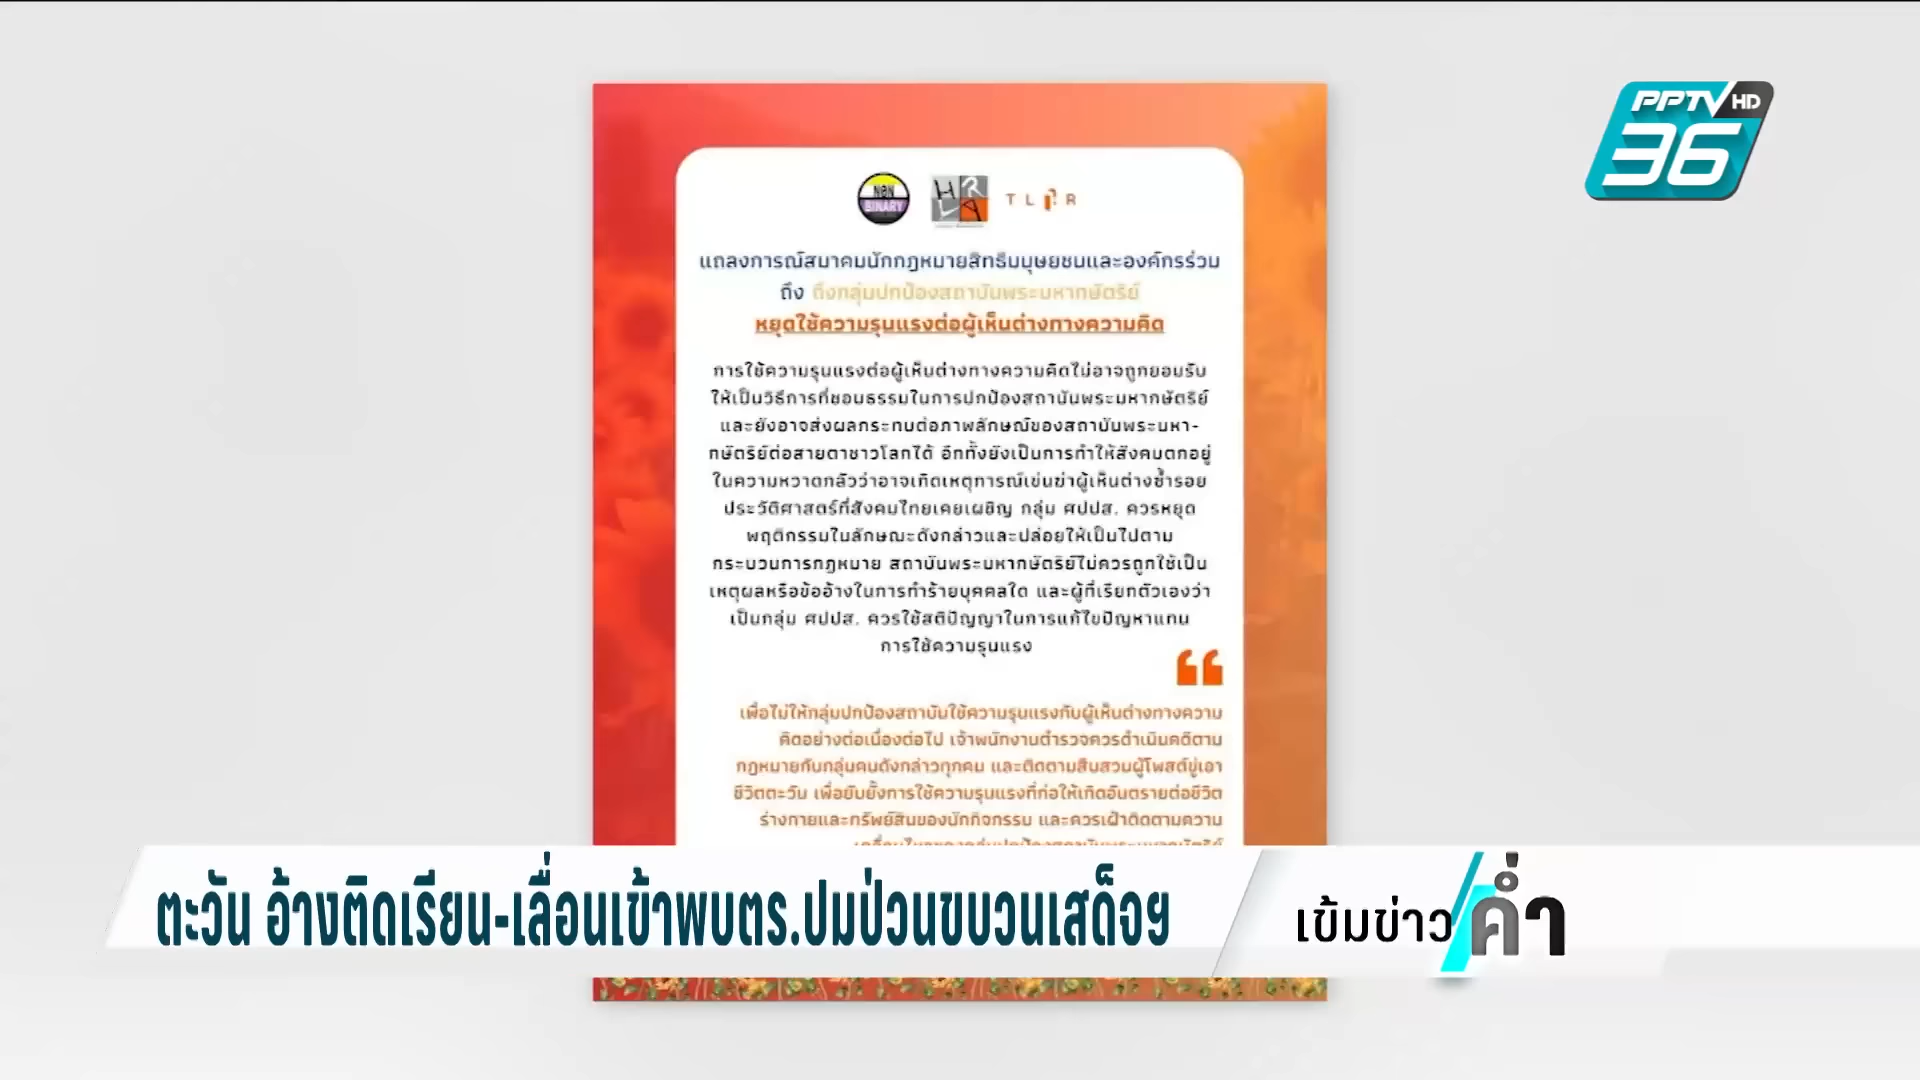 PPTV HD
36
นอน
BINARY
H R
L A
T L H R
แถลงการณ์สมาคมนักกฎหมายสิทธิมนุษยชนและองค์กรร่วม
ถึง ถึงกลุ่มปกป้องสถาบันพระมหากษัตริย์
หยุดใช้ความรุนแรงต่อผู้เห็นต่างทางความคิด
การใช้ความรุนแรงต่อผู้เห็นต่างทางความคิดไม่อาจถูกยอมรับ
ให้เป็นวิธีการที่ชอบธรรมในการปกป้องสถาบันพระมหากษัตริย์
และยังอาจส่งผลกระทบต่อภาพลักษณ์ของสถาบันพระมหา-
กษัตริย์ต่อสายตาชาวโลกได้ อีกทั้งยังเป็นการทำให้สังคมตกอยู่
ในความหวาดกลัวว่าอาจเกิดเหตุการณ์เข่นฆ่าผู้เห็นต่างซ้ำรอย
ประวัติศาสตร์ที่สังคมไทยเคยเผชิญ กลุ่ม ศปปส. ควรหยุด
พฤติกรรมในลักษณะดังกล่าวและปล่อยให้เป็นไปตาม
กระบวนการกฎหมาย สถาบันพระมหากษัตริย์ไม่ควรถูกใช้เป็น
เหตุผลหรือข้ออ้างในการทำร้ายบุคคลใด และผู้ที่เรียกตัวเองว่า
เป็นกลุ่ม ศปปส. ควรใช้สติปัญญาในการแก้ไขปัญหาแทน
การใช้ความรุนแรง
เพื่อไม่ให้กลุ่มปกป้องสถาบันใช้ความรุนแรงกับผู้เห็นต่างทางความ
คิดอย่างต่อเนื่องต่อไป เจ้าพนักงานตำรวจควรดำเนินคดีตาม
กฎหมายกับกลุ่มคนดังกล่าวทุกคน และติดตามสืบสวนผู้โพสต์ขู่เอา
ชีวิตตะวัน เพื่อยับยั้งการใช้ความรุนแรงที่ก่อให้เกิดอันตรายต่อชีวิต
ร่างกายและทรัพย์สินของนักกิจกรรม และควรเฝ้าติดตามความ
ตะวัน อ้างติดเรียน-เลื่อนเข้าพบตร.ปมป่วนขบวนเสด็จฯ
เข้มข่าวค่ำ